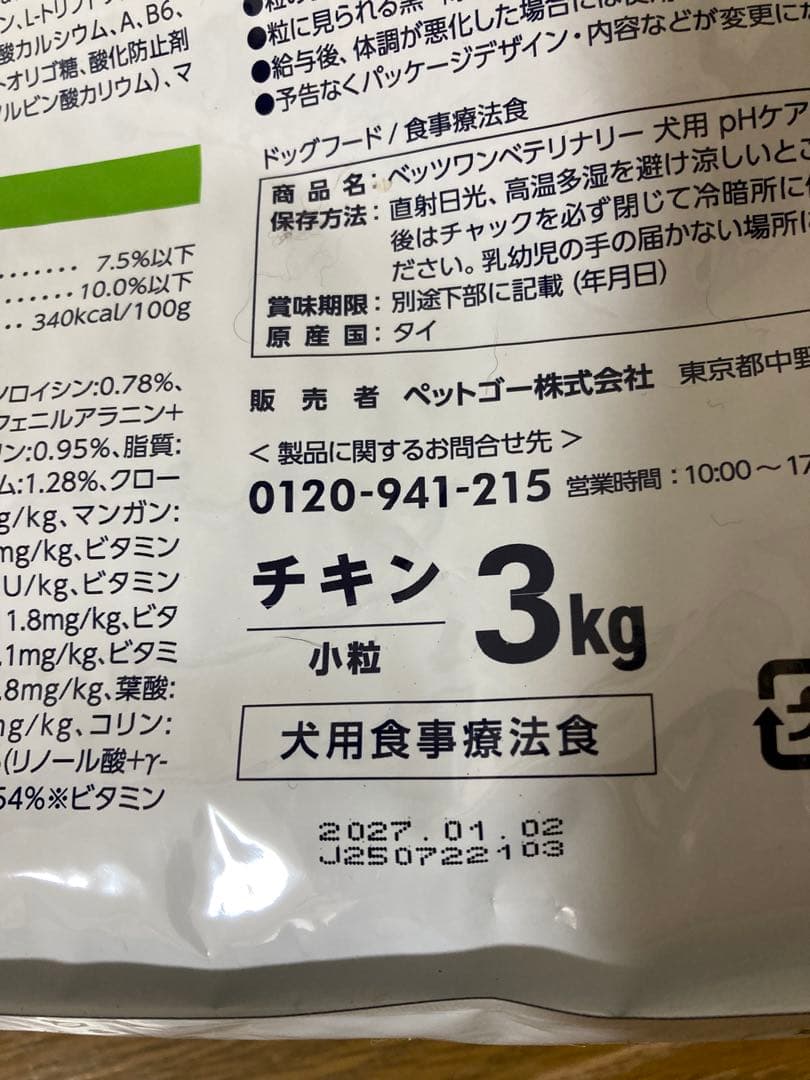 ン、L-トリプト
酸カルシウム、A、B6、
オリゴ糖、酸化防止剤
ルビン酸カリウム)、マ
7.5%以下
10.0%以下
340kcal/100g
ソロイシン:0.78%、
フェニルアラニン+
ン:0.95%、脂質:
ム:1.28%、クロー
g/kg、マンガン:
mg/kg、ビタミン
U/kg、ビタミン
1.8mg/kg、ビタ
.1mg/kg、ビタミ
.8mg/kg、葉酸:
mg/kg、コリン:
(リノール酸+γ-
54%※ビタミン
●粒に見られる黒
●給与後、体調が悪化した場合には使用
●予告なくパッケージデザイン・内容などが変更に
ドッグフード / 食事療法食
商品名:ベッツワンベテリナリー 犬用 pHケア
保存方法:直射日光、高温多湿を避け涼しいとこ
後はチャックを必ず閉じて冷暗所に
ださい。乳幼児の手の届かない場所に
賞味期限:別途下部に記載 (年月日)
原産国:タイ
販売者 ペットゴー株式会社 東京都中野
< 製品に関するお問合せ先 >
0120-941-215 営業時間:10:00〜17
チキン 3kg
小粒
犬用食事療法食
2027.01.02
J250722103